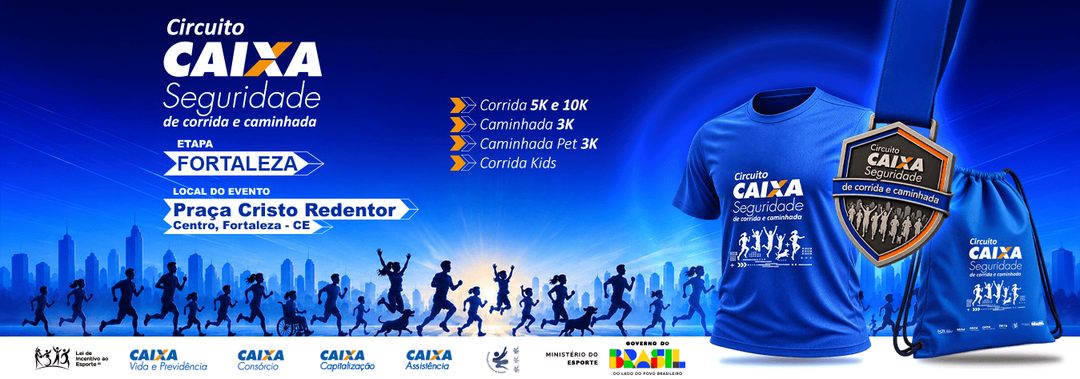 Circuito
CAIXA
Seguridade
de corrida e caminhada
ETAPA
FORTALEZA
LOCAL DO EVENTO
Praça Cristo Redentor
Centro, Fortaleza - CE
Corrida 5K e 10K
Caminhada 3K
Caminhada Pet 3K
Corrida Kids
Circuito
CAIXA
Seguridade
de corrida e caminhada
Circuito
CAIXA
Seguridade
de corrida e caminhada
Circuito
CAIXA
Seguridade
de corrida e caminhada
Lei de
Incentivo ao
Esporte
CAIXA
Vida e Previdência
CAIXA
Consórcio
CAIXA
Capitalização
CAIXA
Assistência
MINISTÉRIO DO
ESPORTE
GOVERNO DO
BRASIL
DO LADO DO POVO BRASILEIRO